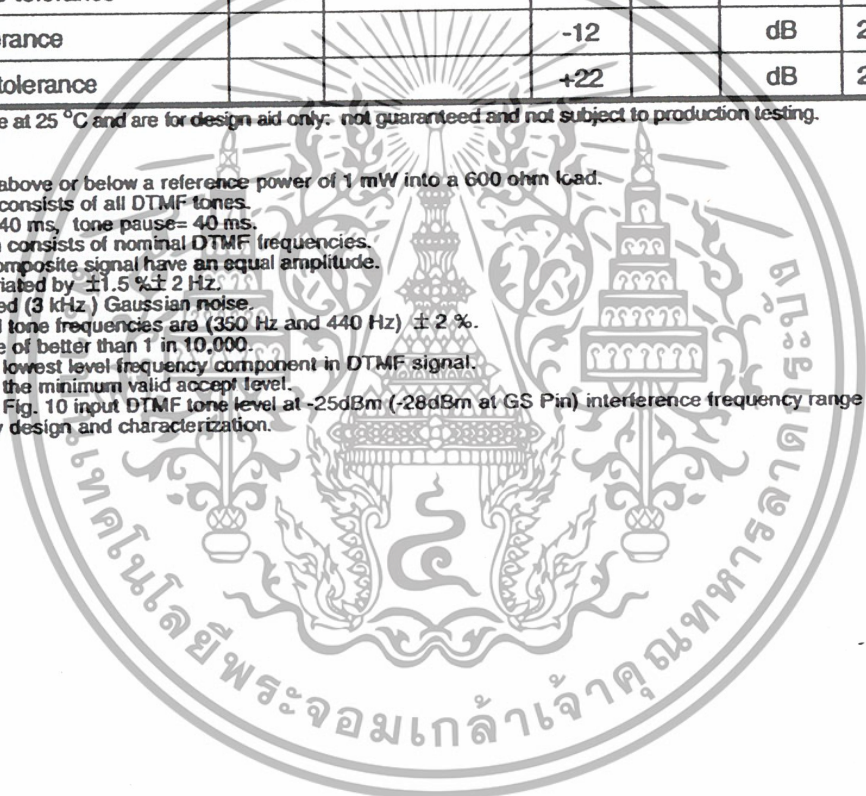 erance -12 dB 2
tolerance +22 dB 2
e at 25 °C and are for design aid only: not guaranteed and not subject to production testing.
above or below a reference power of 1 mW into a 600 ohm load.
consists of all DTMF tones.
40 ms, tone pause= 40 ms.
consists of nominal DTMF frequencies.
omposite signal have an equal amplitude.
riated by ±1.5 %± 2 Hz.
ed (3 kHz ) Gaussian noise.
l tone frequencies are (350 Hz and 440 Hz) ± 2 %.
e of better than 1 in 10,000.
lowest level frequency component in DTMF signal.
the minimum valid accept level.
Fig. 10 input DTMF tone level at -25dBm (-28dBm at GS Pin) interference frequency range
y design and characterization.
เทคโนโลยีพระจอมเกล้าเจ้าคุณทหารลาดกระบัง